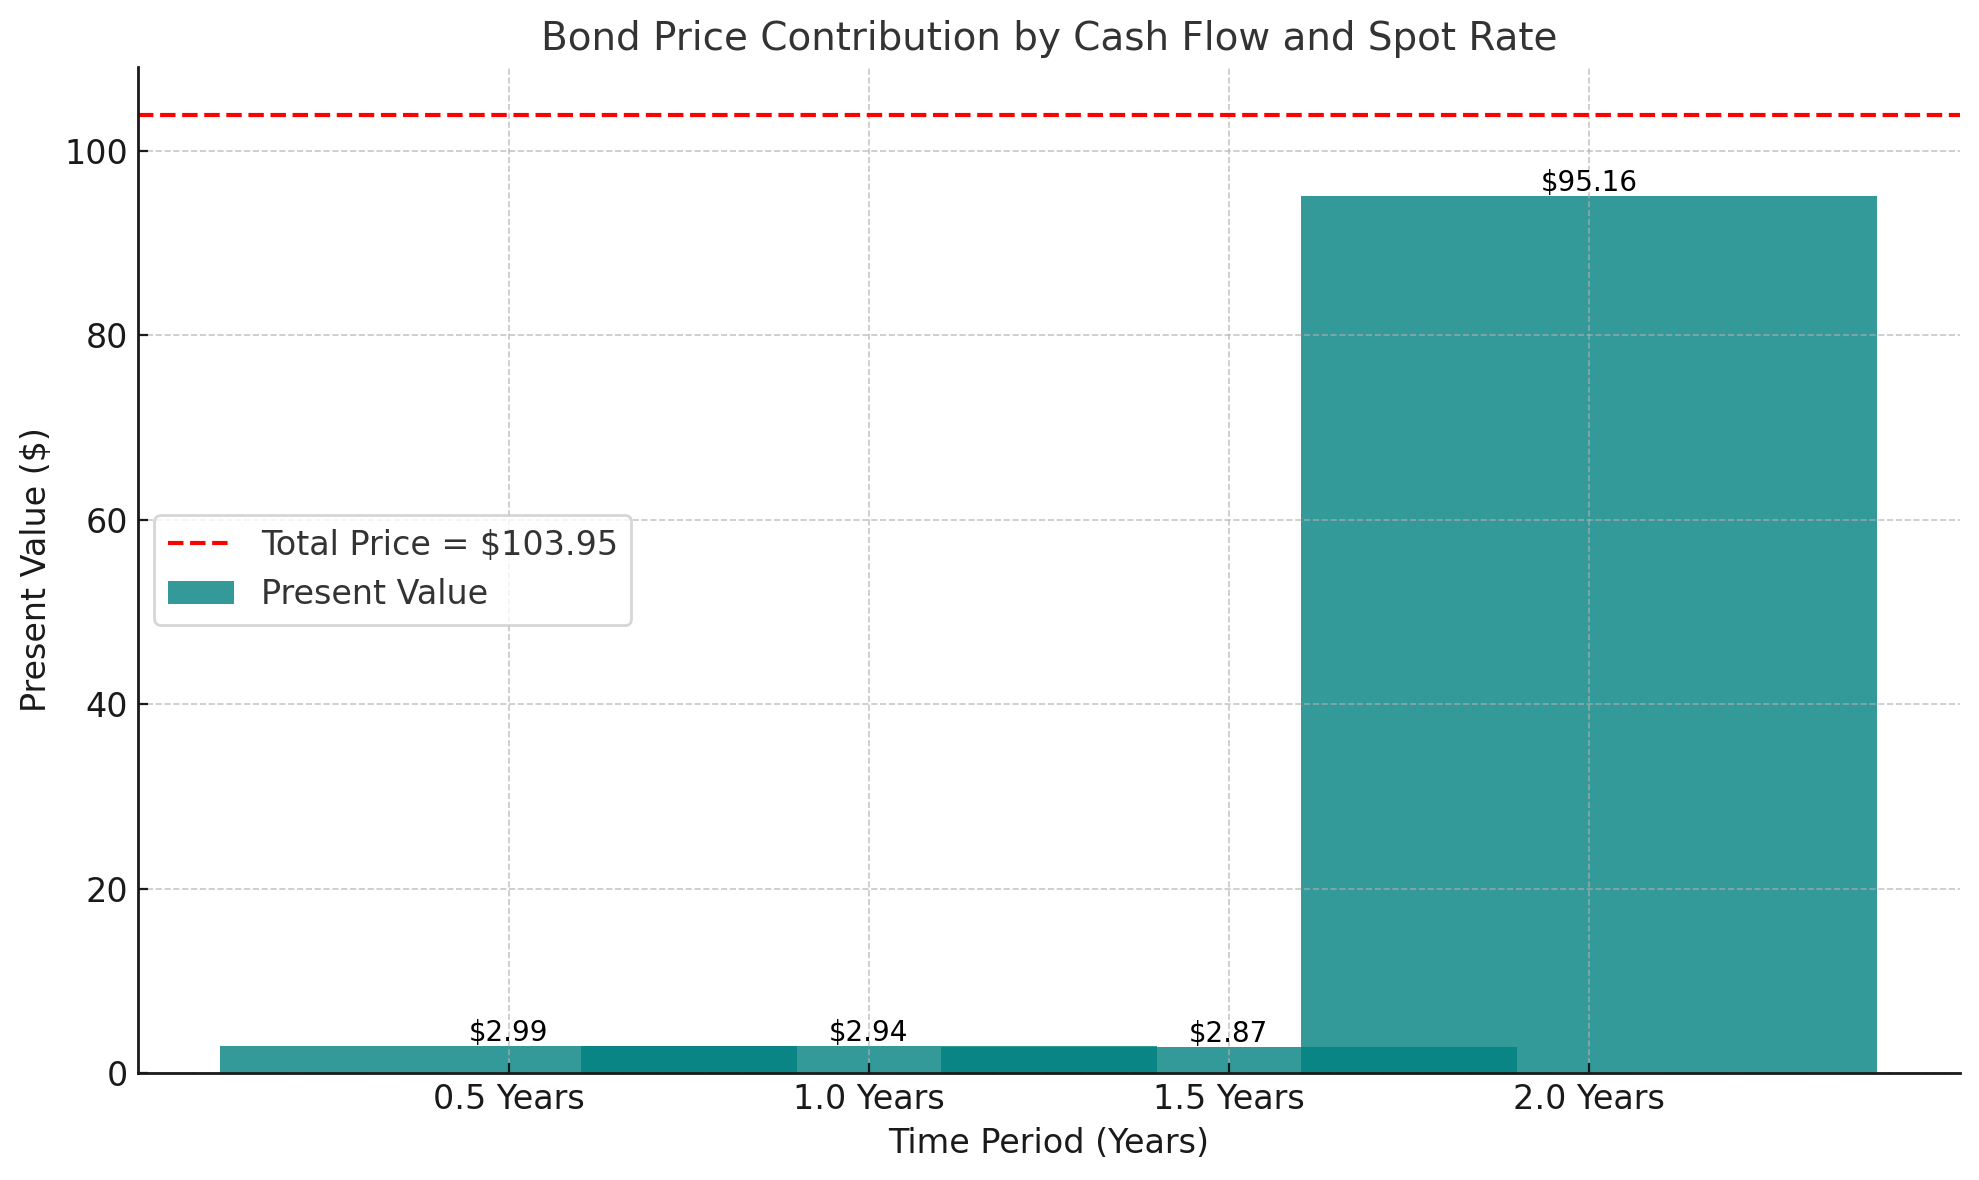 Bond Price Contribution by Cash Flow and Spot Rate
Present Value ($)
100
80
60
40
20
0
Total Price = $103.95
Present Value
$2.99
$2.94
$2.87
$95.16
0.5 Years
1.0 Years
1.5 Years
2.0 Years
Time Period (Years)